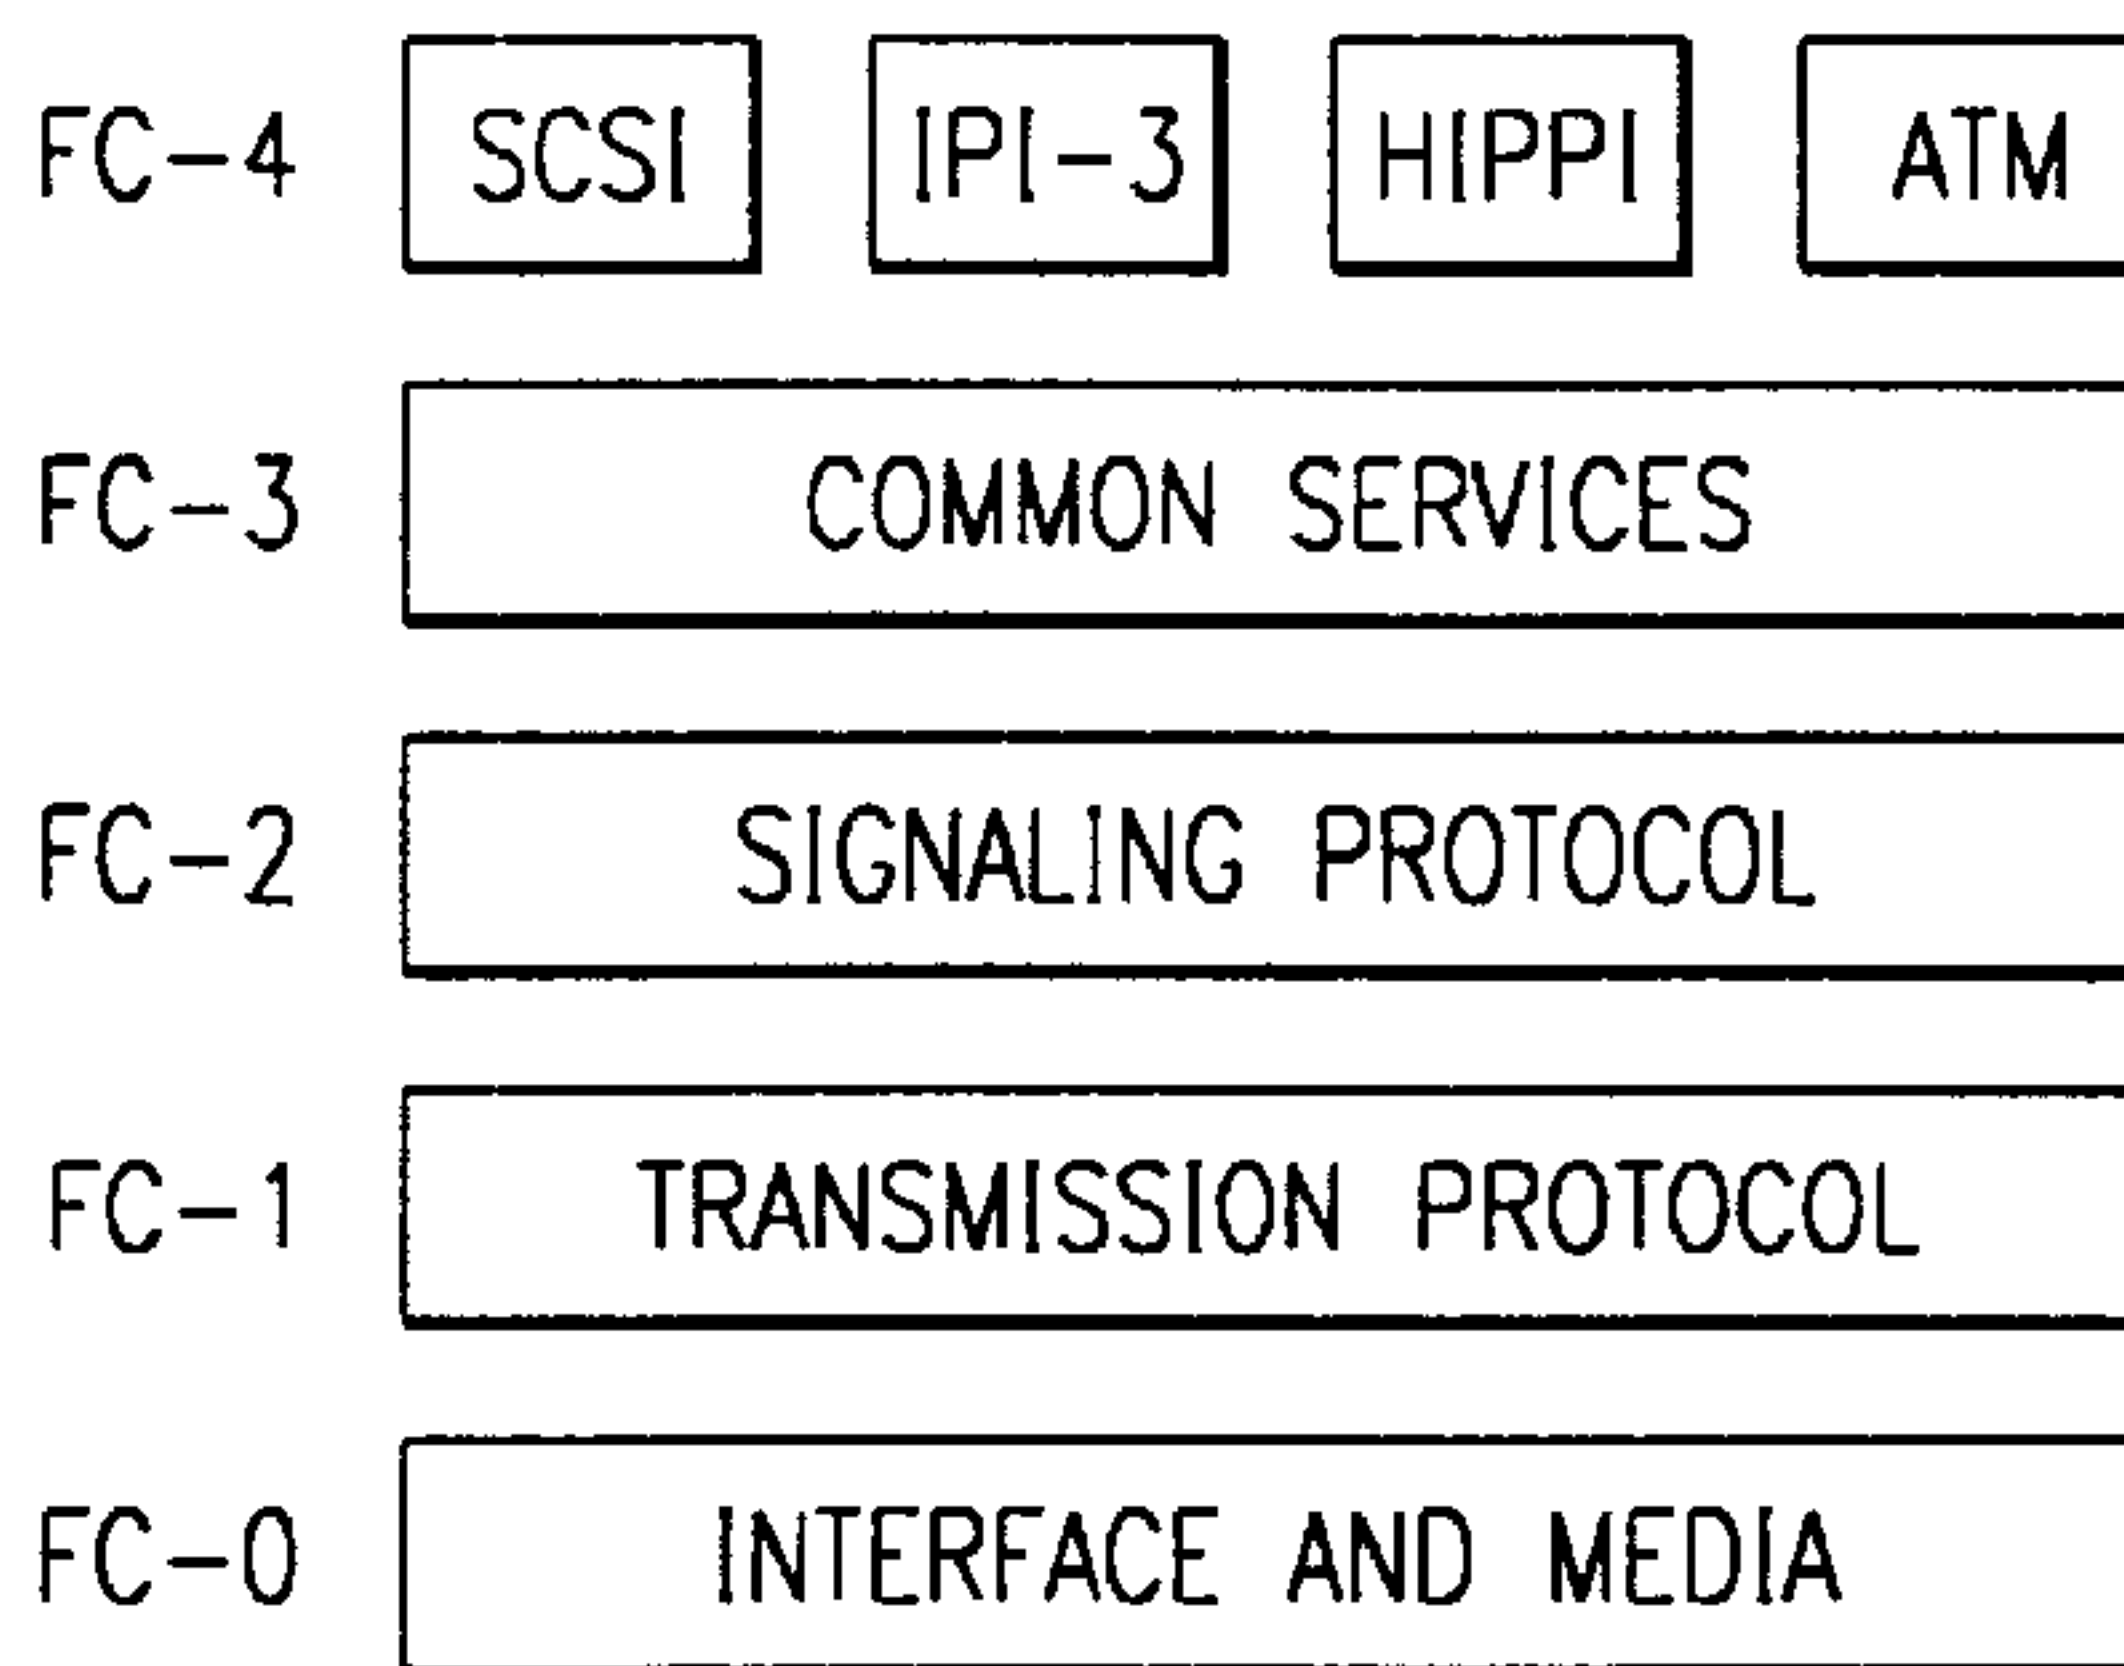 FC-4 SCSI IPI-3 HIPPI ATM
FC-3 COMMON SERVICES
FC-2 SIGNALING PROTOCOL
FC-1 TRANSMISSION PROTOCOL
FC-0 INTERFACE AND MEDIA